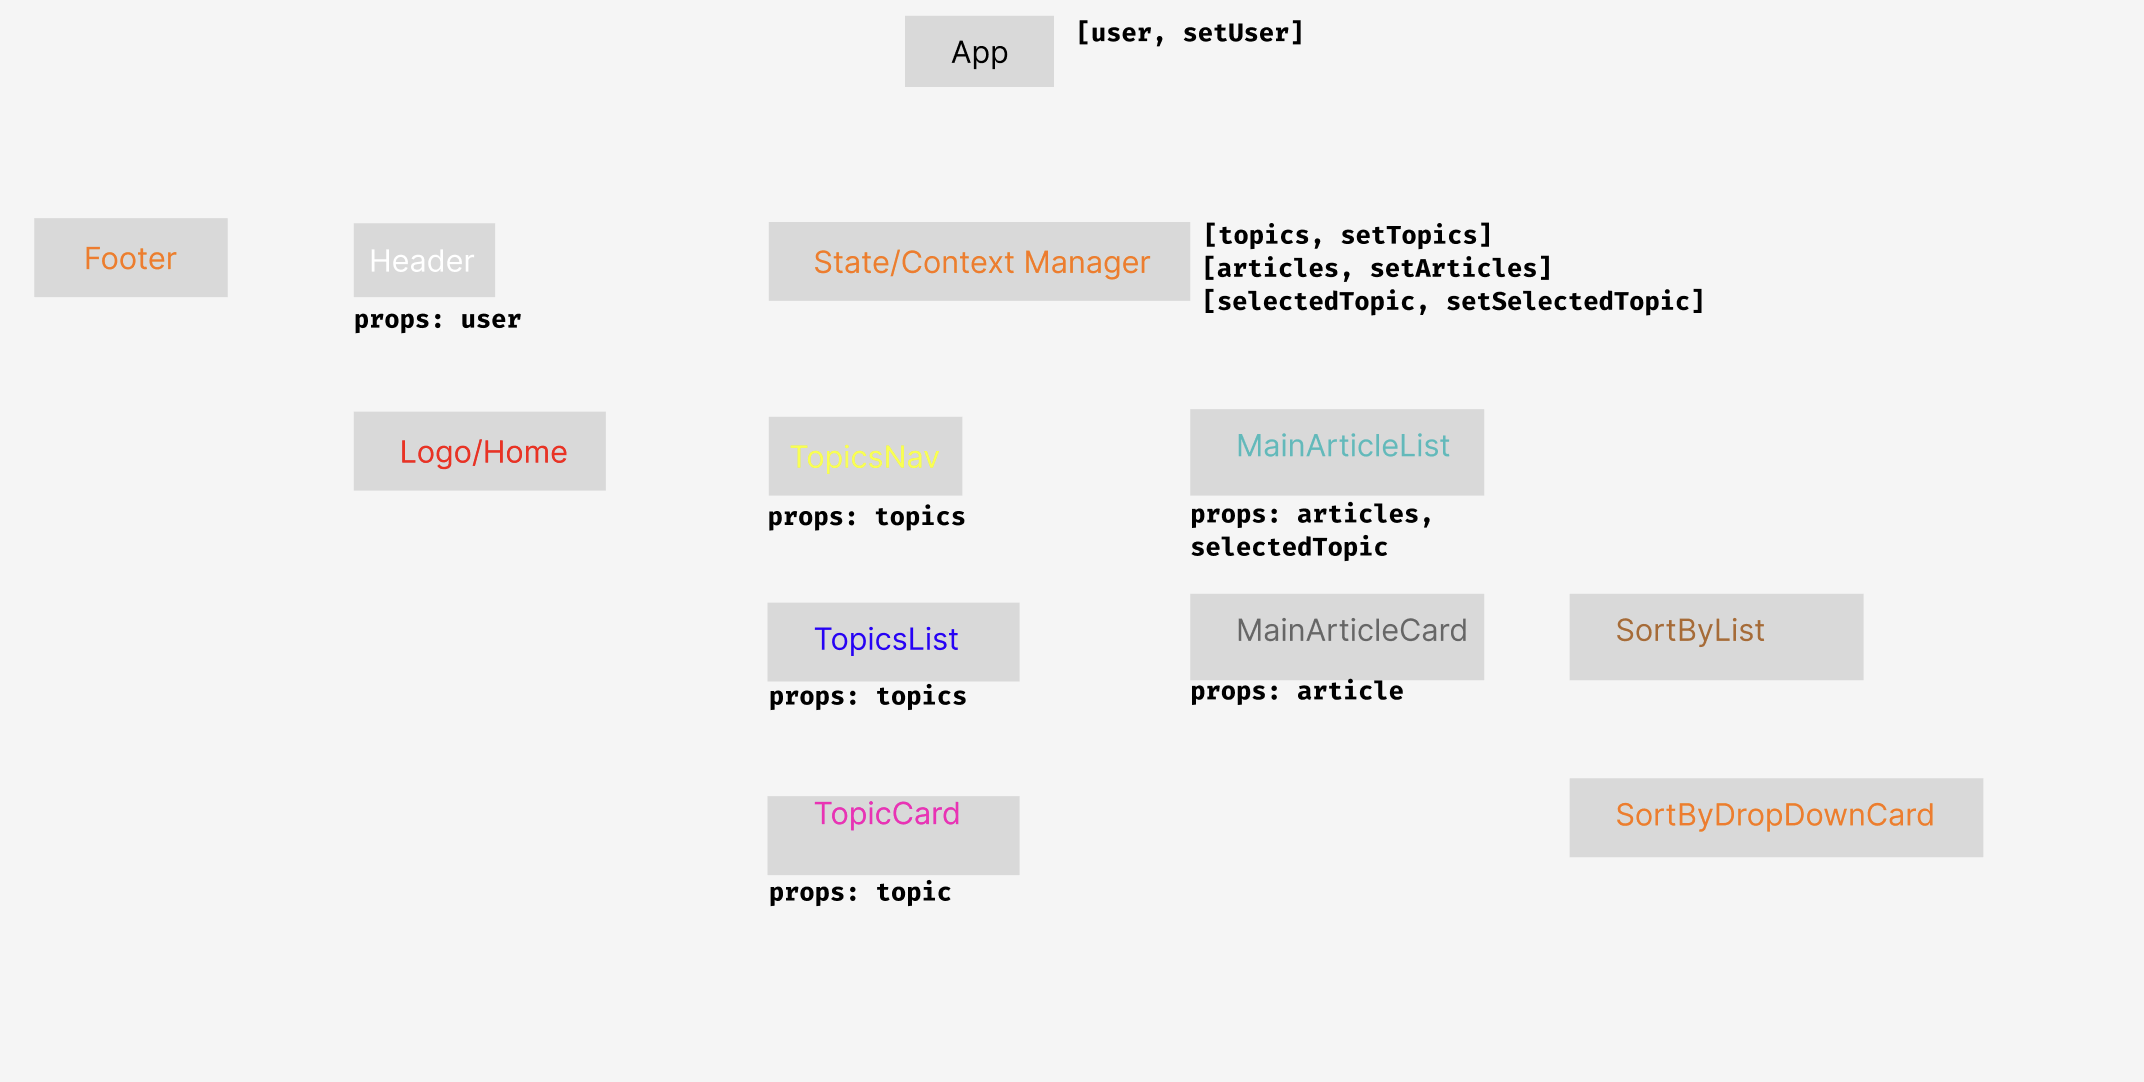 App
[user, setUser]
Footer
Header
props: user
State/Context Manager
[topics, setTopics]
[articles, setArticles]
[selectedTopic, setSelectedTopic]
Logo/Home
TopicsNav
props: topics
MainArticleList
props: articles,
selectedTopic
TopicsList
props: topics
MainArticleCard
props: article
SortByList
TopicCard
props: topic
SortByDropDownCard